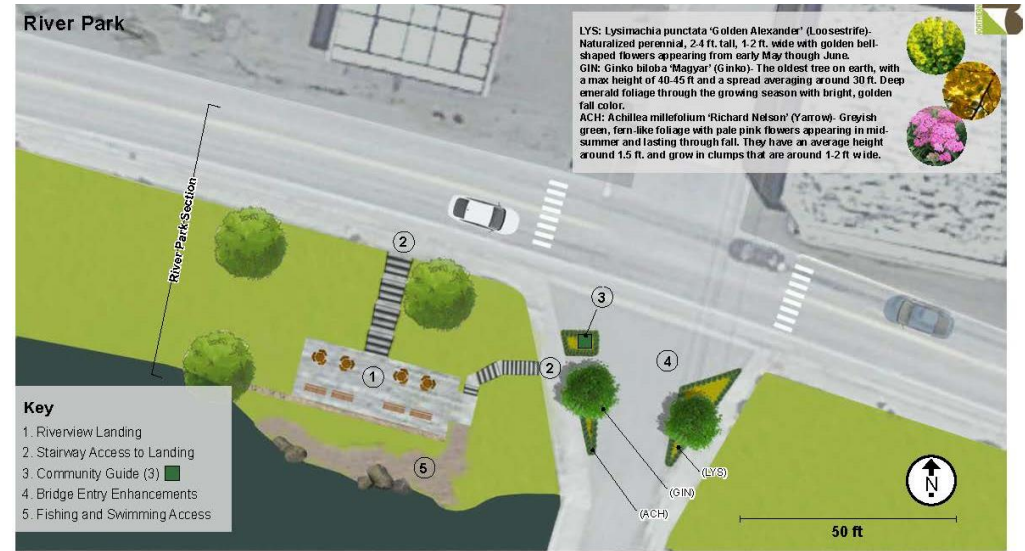 River Park
LYS: Lysimachia punctata 'Golden Alexander' (Loosestrife)-
Naturalized perennial, 2-4 ft. tall, 1-2 ft. wide with golden bell-
shaped flowers appearing from early May though June.
GIN: Ginko biloba 'Magyar' (Ginko)- The oldest tree on earth, with
a max height of 40-45 ft and a spread averaging around 30 ft. Deep
emerald foliage through the growing season with bright, golden
fall color.
ACH: Achillea millefolium 'Richard Nelson' (Yarrow)- Greyish
green, fern-like foliage with pale pink flowers appearing in mid-
summer and lasting through fall. They have an average height
around 1.5 ft. and grow in clumps that are around 1-2 ft wide.
River Park Section
2
3
4
1
2
5
(LYS)
(GIN)
(ACH)
Key
1. Riverview Landing
2. Stairway Access to Landing
3. Community Guide (3)
4. Bridge Entry Enhancements
5. Fishing and Swimming Access
N
50 ft